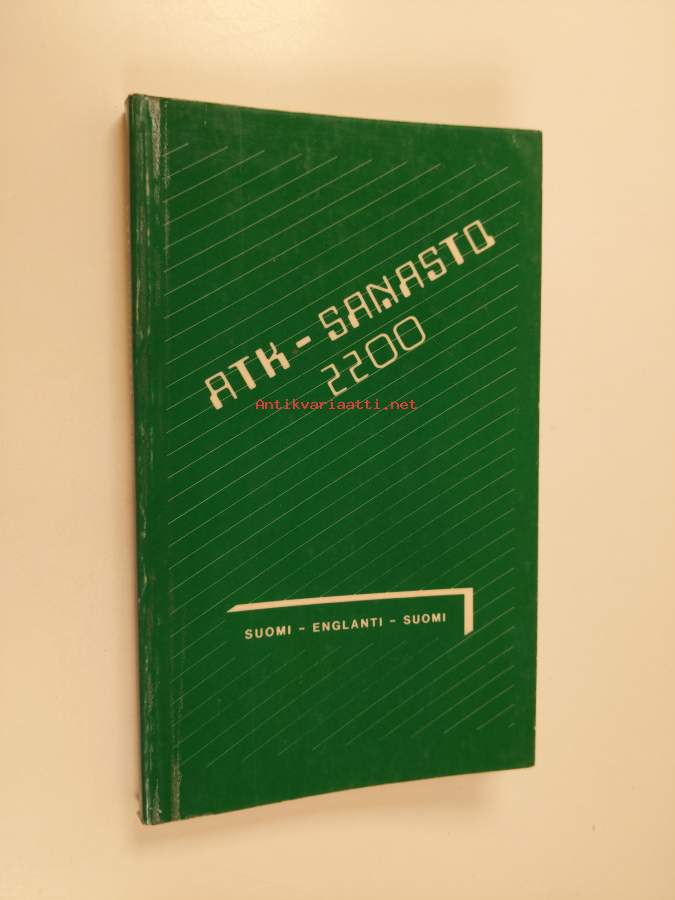 ATK - SANASTO
2200
Antikvariaatti.net
SUOMI - ENGLANTI - SUOMI